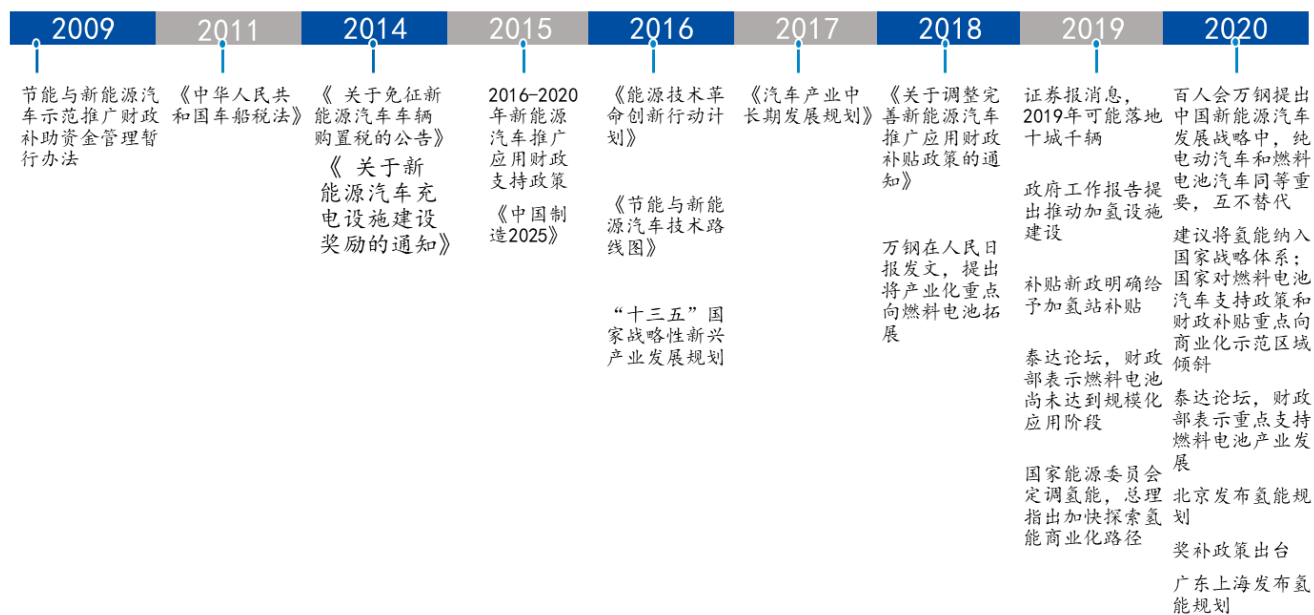 2009
2011
2014
2015
2016
2017
2018
2019
2020
节能与新能源汽
车示范推广财政
补助资金管理暂
行办法
《中华人民共
和国车船税法》
《 关于免征新
能源汽车车辆
购置税的公告》
《 关于新
能源汽车充
电设施建设
奖励的通知》
2016-2020
年新能源
汽车推广
应用财政
支持政策
《中国制
造2025》
《能源技术革
命创新行动计
划》
《节能与新能
源汽车技术路
线图》
“十三五”国
家战略性新兴
产业发展规划
《汽车产业中
长期发展规划》
《关于调整完
善新能源汽车
推广应用财政
补贴政策的通
知》
万钢在人民日
报发文，提出
将产业化重点
向燃料电池拓
展
证券报消息，
2019年可能落地
十城千辆
政府工作报告提
出推动加氢设施
建设
补贴新政明确给
予加氢站补贴
泰达论坛，财政
部表示燃料电池
尚未达到规模化
应用阶段
国家能源委员会
定调氢能，总理
指出加快探索氢
能商业化路径
百人会万钢提出
中国新能源汽车
发展战略中，纯
电动汽车和燃料
电池汽车同等重
要，互不替代
建议将氢能纳入
国家战略体系；
国家对燃料电池
汽车支持政策和
财政补贴重点向
商业化示范区域
倾斜
泰达论坛，财政
部表示重点支持
燃料电池产业发
展
北京发布氢能规
划
奖补政策出台
广东上海发布氢
能规划